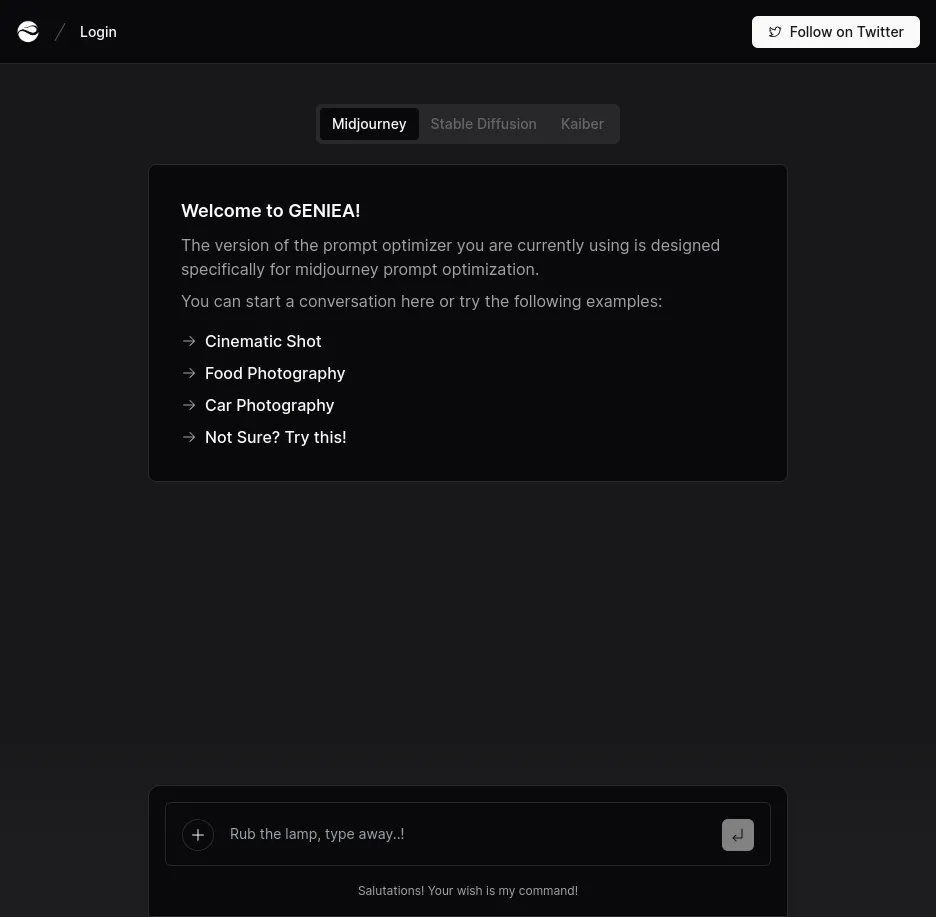 Login
Follow on Twitter
Midjourney
Stable Diffusion
Kaiber
Welcome to GENIEA!
The version of the prompt optimizer you are currently using is designed
specifically for midjourney prompt optimization.
You can start a conversation here or try the following examples:
Cinematic Shot
Food Photography
Car Photography
Not Sure? Try this!
Rub the lamp, type away..!
Salutations! Your wish is my command!